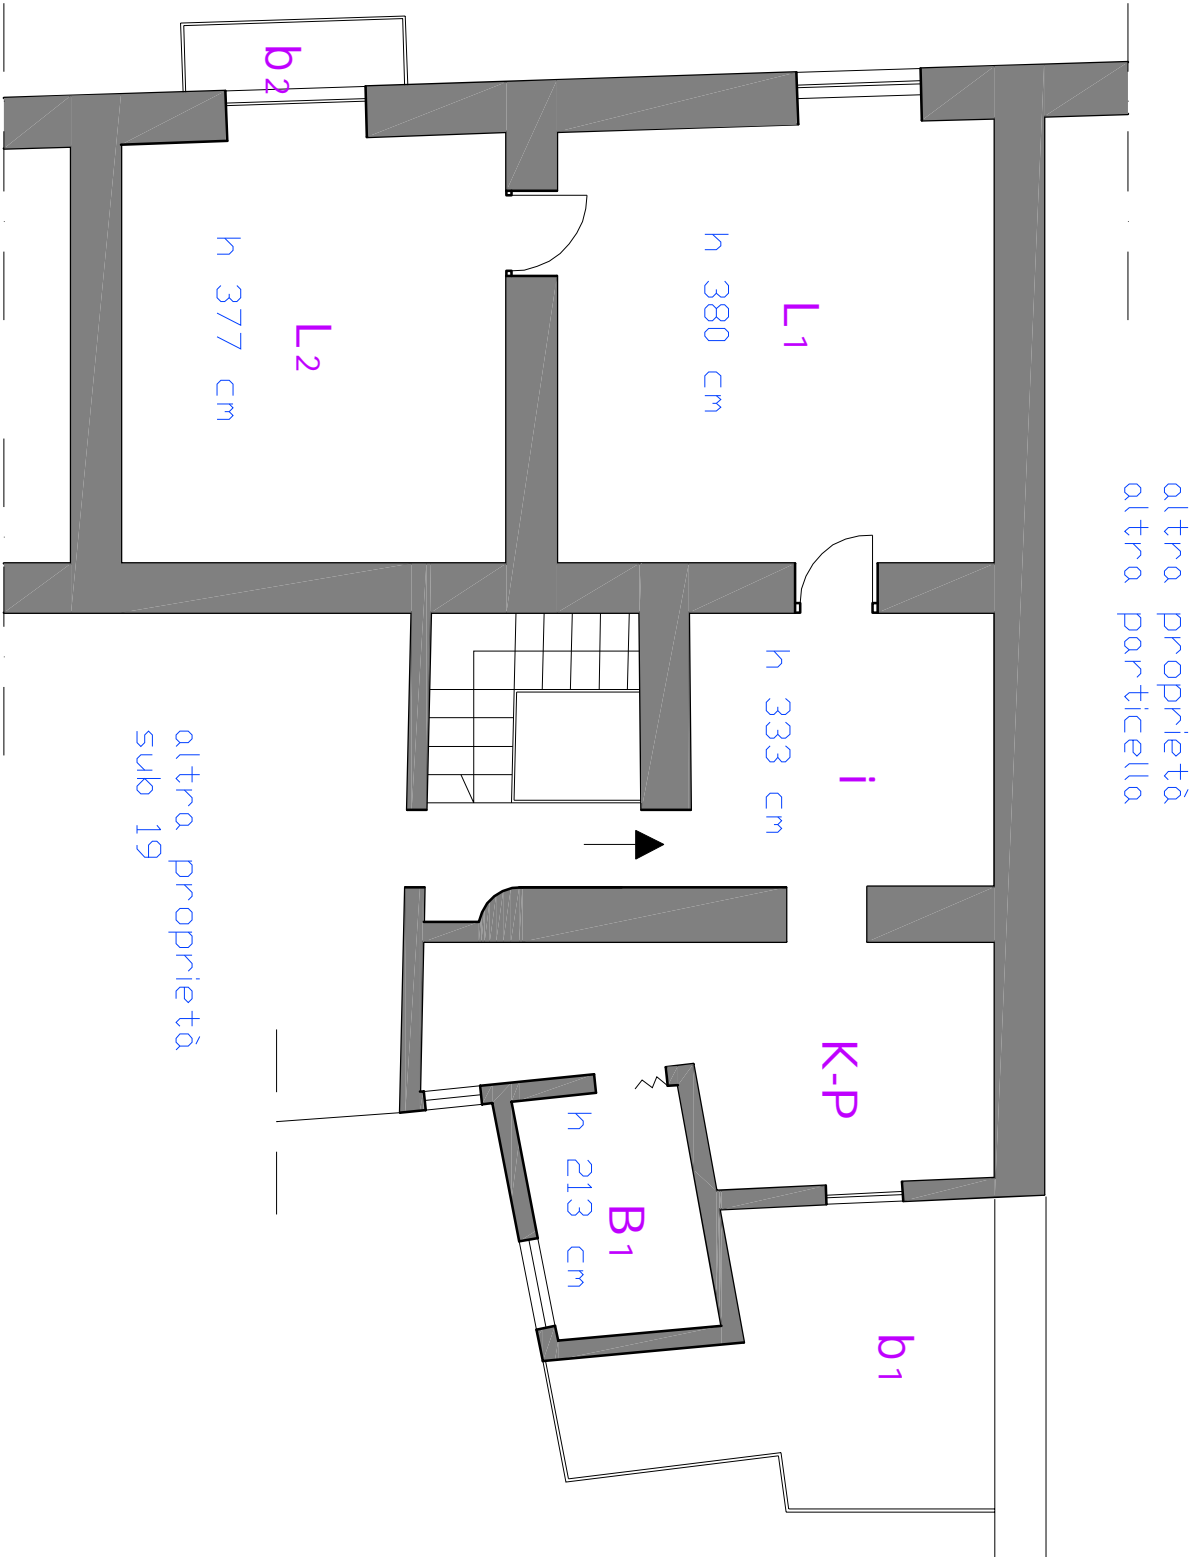 b2
h 377 cm
L2
h 380 cm
L1
altra proprietà
altra particella
h 333 cm
i
altra proprietà
sub 19
K-P
h 213 cm
B1
b1